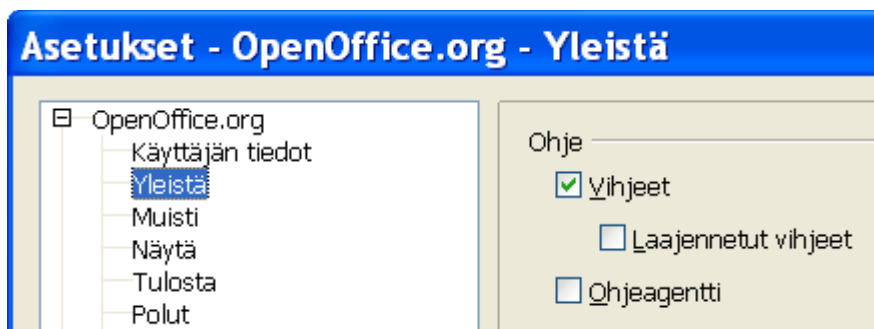 Asetukset - OpenOffice.org - Yleistä
OpenOffice.org
Käyttäjän tiedot
Yleistä
Muisti
Näytä
Tulosta
Polut
Ohje
Vihjeet
Laajennetut vihjeet
Ohjeagentti